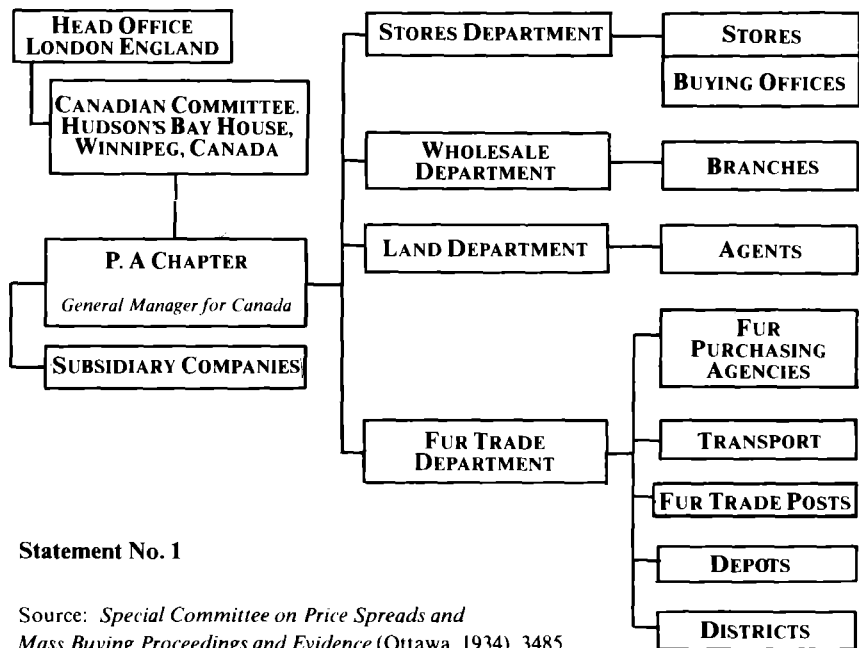 HEAD OFFICE
LONDON ENGLAND
CANADIAN COMMITTEE.
HUDSON'S BAY HOUSE,
WINNIPEG, CANADA
P. A CHAPTER
General Manager for Canada
SUBSIDIARY COMPANIES
STORES DEPARTMENT
STORES
BUYING OFFICES
WHOLESALE
DEPARTMENT
BRANCHES
LAND DEPARTMENT
AGENTS
FUR TRADE
DEPARTMENT
FUR
PURCHASING
AGENCIES
TRANSPORT
FUR TRADE POSTS
DEPOTS
DISTRICTS
Statement No. 1
Source: Special Committee on Price Spreads and
Mass Buying Proceedings and Evidence (Ottawa, 1934), 3485